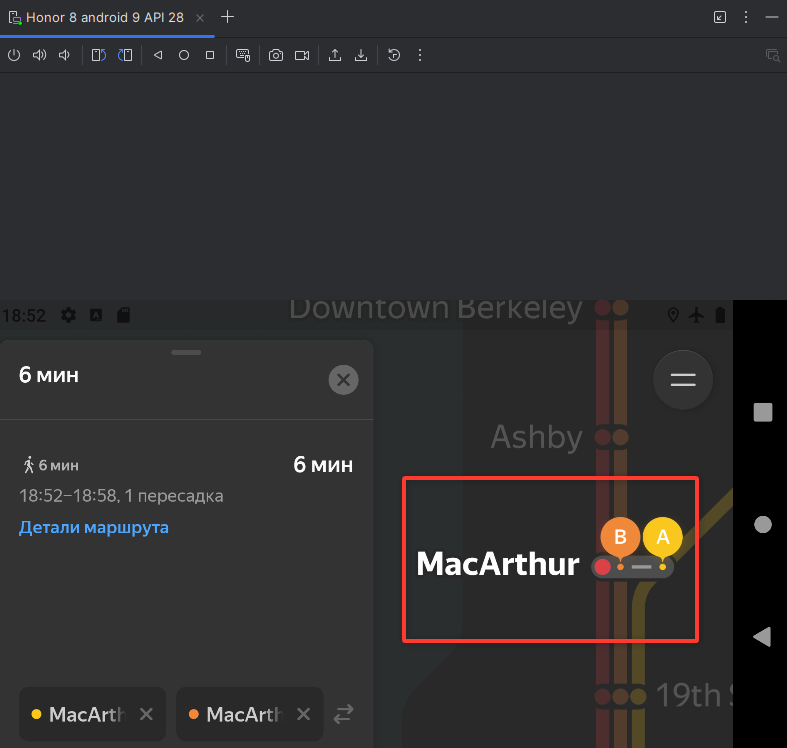 Honor 8 android 9 API 28
18:52
Downtown Berkeley
6 мин
Ashby
6 мин
6 мин
18:52–18:58, 1 пересадка
Детали маршрута
B
A
MacArthur
MacArth
MacArth
19th S